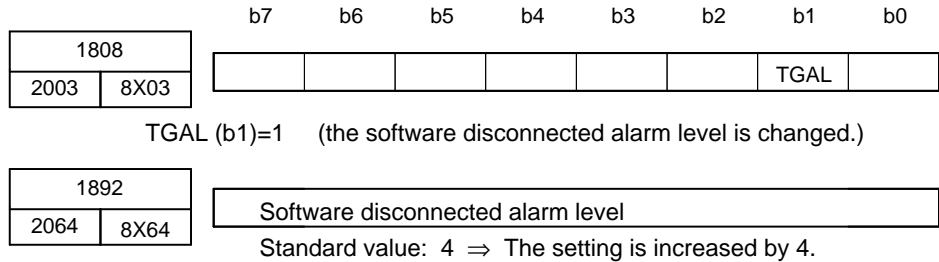 b7 b6 b5 b4 b3 b2 b1 b0
1808
2003 8X03 TGAL
TGAL (b1)=1 (the software disconnected alarm level is changed.)
1892
2064 8X64 Software disconnected alarm level
Standard value: 4 ⇒ The setting is increased by 4.